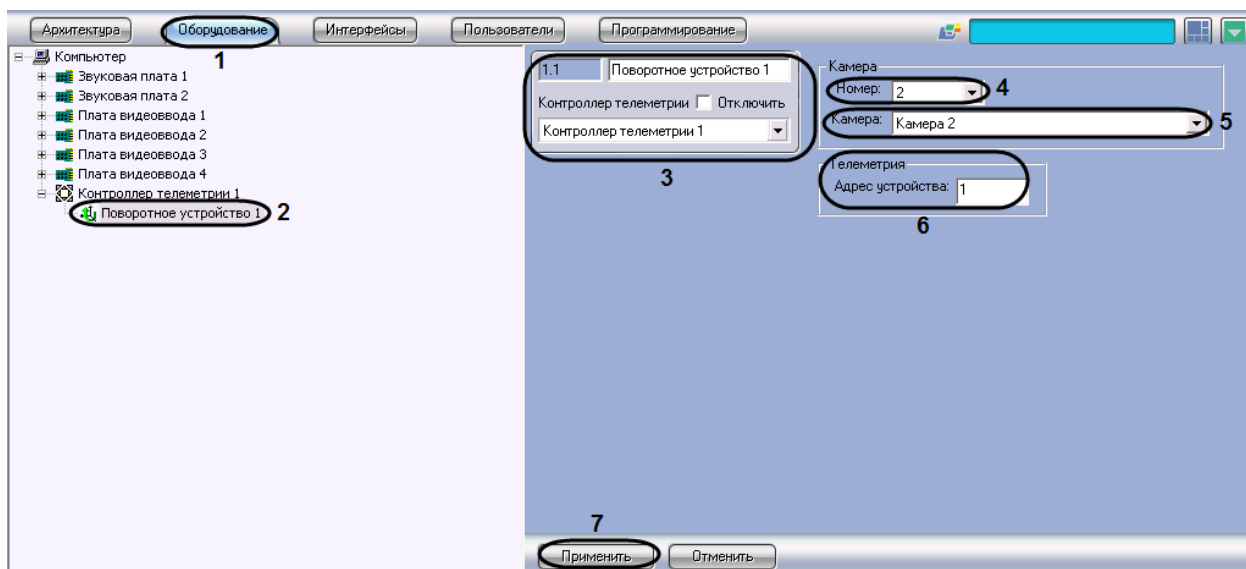 Архитектура Оборудование Интерфейсы Пользователи Программирование
1
Компьютер
Звуковая плата 1
Звуковая плата 2
Плата видеоввода 1
Плата видеоввода 2
Плата видеоввода 3
Плата видеоввода 4
Контроллер телеметрии 1
Поворотное устройство 1 2
1.1 Поворотное устройство 1
Контроллер телеметрии Отключить
Контроллер телеметрии 1
3
Камера
Номер: 2 4
Камера: Камера 2 5
Телеметрия
Адрес устройства: 1
6
7
Применить Отменить